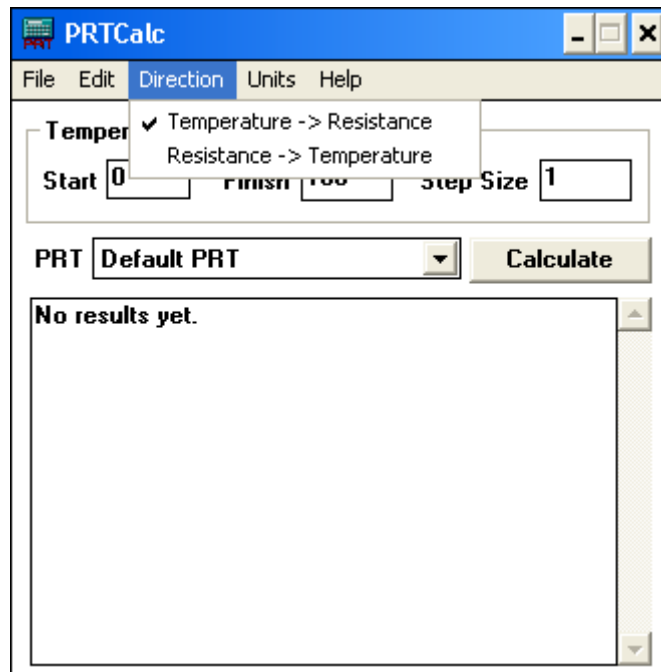 PRT
PRTCalc
File Edit Direction Units Help
Temperature -> Resistance
Resistance -> Temperature
Temper
Start 0 Step Size 1
PRT Default PRT Calculate
No results yet.